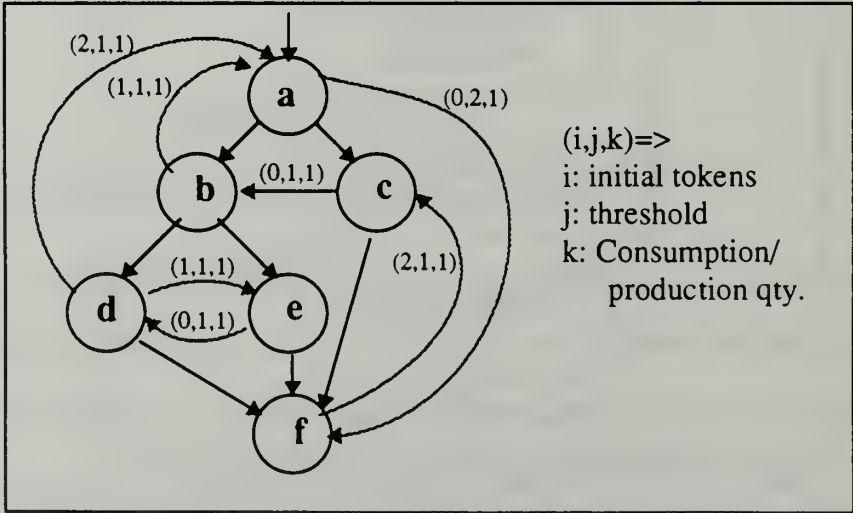 (2,1,1)
(1,1,1)
a
(0,2,1)
b
(0,1,1)
c
(2,1,1)
d
(1,1,1)
(0,1,1)
e
f
(i,j,k)=>
i: initial tokens
j: threshold
k: Consumption/
production qty.